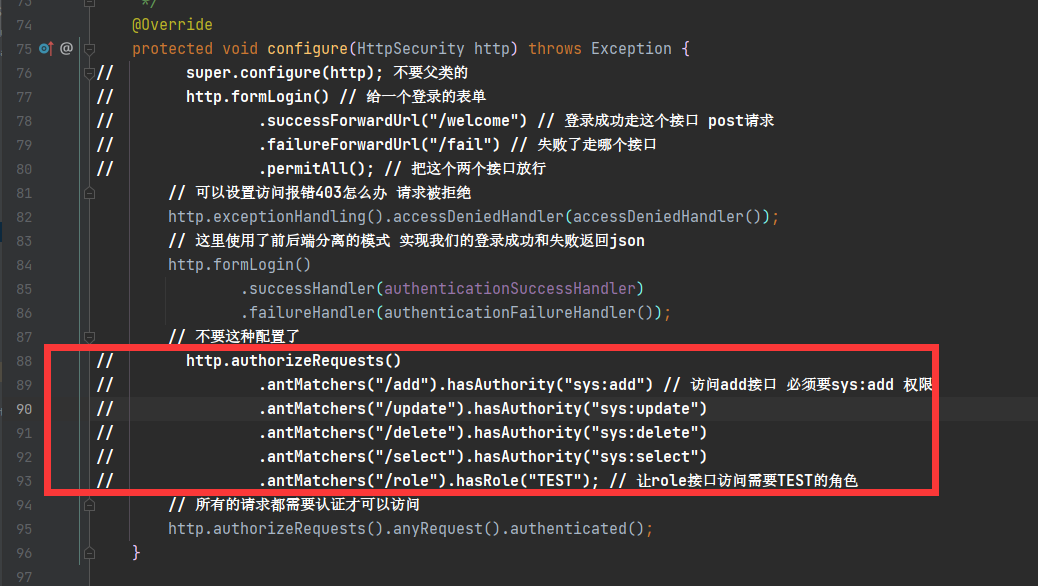 73 */
74 @Override
75 @ protected void configure(HttpSecurity http) throws Exception {
76 // super.configure(http); 不要父类的
77 // http.formLogin() // 给一个登录的表单
78 // .successForwardUrl("/welcome") // 登录成功走这个接口 post请求
79 // .failureForwardUrl("/fail") // 失败了走哪个接口
80 // .permitAll(); // 把这个两个接口放行
81 // 可以设置访问报错403怎么办 请求被拒绝
82 http.exceptionHandling().accessDeniedHandler(accessDeniedHandler());
83 // 这里使用了前后端分离的模式 实现我们的登录成功和失败返回json
84 http.formLogin()
85 .successHandler(authenticationSuccessHandler)
86 .failureHandler(authenticationFailureHandler());
87 // 不要这种配置了
88 // http.authorizeRequests()
89 // .antMatchers("/add").hasAuthority("sys:add") // 访问add接口 必须要sys:add 权限
90 // .antMatchers("/update").hasAuthority("sys:update")
91 // .antMatchers("/delete").hasAuthority("sys:delete")
92 // .antMatchers("/select").hasAuthority("sys:select")
93 // .antMatchers("/role").hasRole("TEST"); // 让role接口访问需要TEST的角色
94 // 所有的请求都需要认证才可以访问
95 http.authorizeRequests().anyRequest().authenticated();
96 }
97